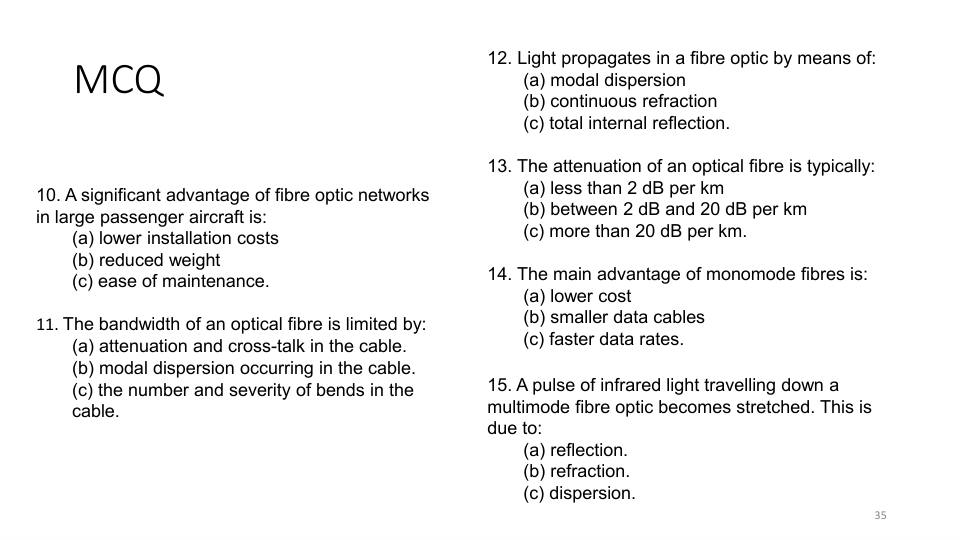 MCQ
10. A significant advantage of fibre optic networks
in large passenger aircraft is:
(a) lower installation costs
(b) reduced weight
(c) ease of maintenance.
11. The bandwidth of an optical fibre is limited by:
(a) attenuation and cross-talk in the cable.
(b) modal dispersion occurring in the cable.
(c) the number and severity of bends in the
cable.
12. Light propagates in a fibre optic by means of:
(a) modal dispersion
(b) continuous refraction
(c) total internal reflection.
13. The attenuation of an optical fibre is typically:
(a) less than 2 dB per km
(b) between 2 dB and 20 dB per km
(c) more than 20 dB per km.
14. The main advantage of monomode fibres is:
(a) lower cost
(b) smaller data cables
(c) faster data rates.
15. A pulse of infrared light travelling down a
multimode fibre optic becomes stretched. This is
due to:
(a) reflection.
(b) refraction.
(c) dispersion.
35